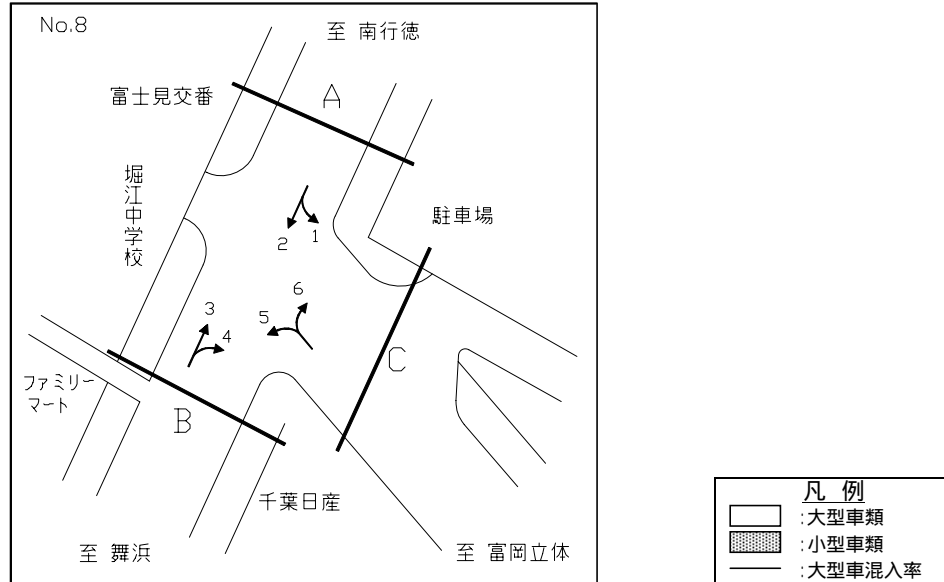 No.8
至 南行徳
富士見交番
A
堀江中学校
駐車場
1
2
6
3
5
4
C
ファミリー
マート
B
千葉日産
至 舞浜
至 富岡立体
凡 例
:大型車類
:小型車類
:大型車混入率